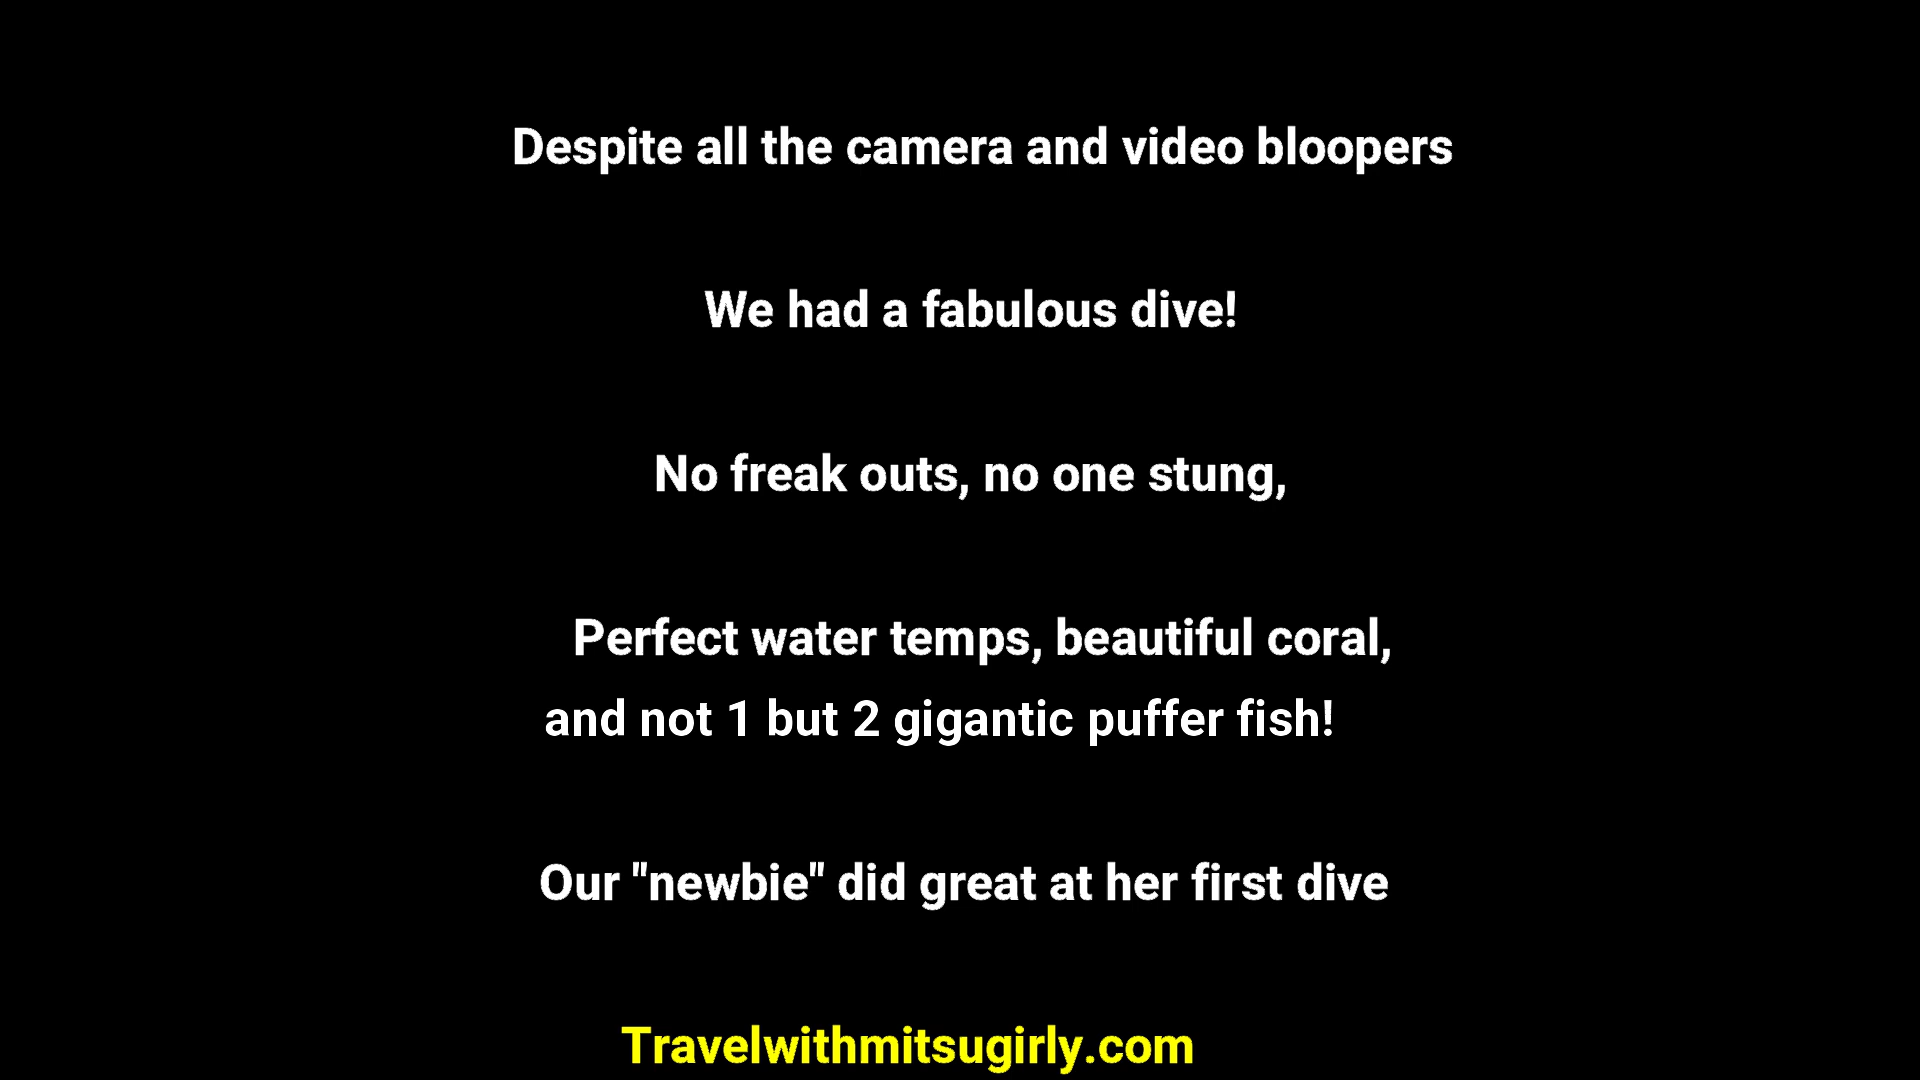 Despite all the camera and video bloopers
We had a fabulous dive!
No freak outs, no one stung,
Perfect water temps, beautiful coral,
and not 1 but 2 gigantic puffer fish!
Our "newbie" did great at her first dive
Travelwithmitsugirly.com